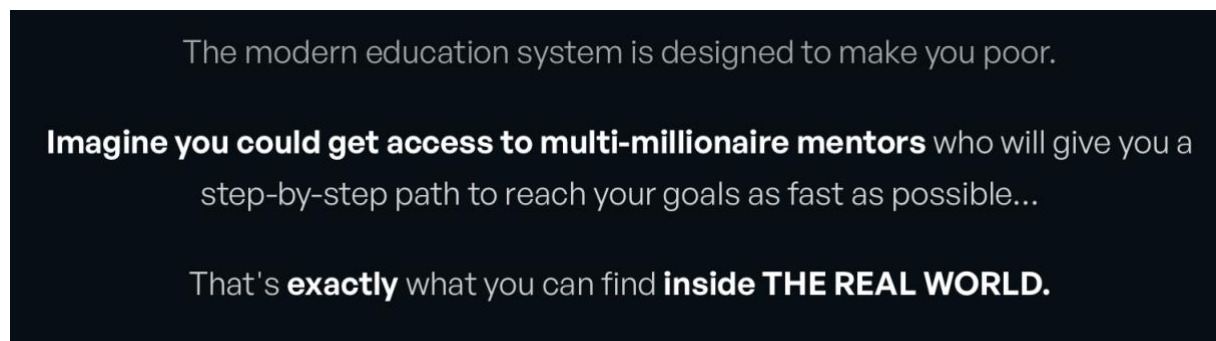 The modern education system is designed to make you poor.
Imagine you could get access to multi-millionaire mentors who will give you a
step-by-step path to reach your goals as fast as possible...
That's exactly what you can find inside THE REAL WORLD.